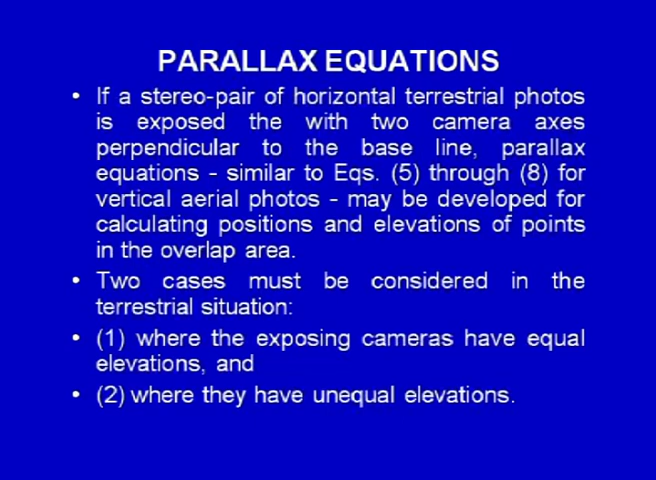 PARALLAX EQUATIONS
• If a stereo-pair of horizontal terrestrial photos
is exposed the with two camera axes
perpendicular to the base line, parallax
equations - similar to Eqs. (5) through (8) for
vertical aerial photos - may be developed for
calculating positions and elevations of points
in the overlap area.
• Two cases must be considered in the
terrestrial situation:
• (1) where the exposing cameras have equal
elevations, and
• (2) where they have unequal elevations.